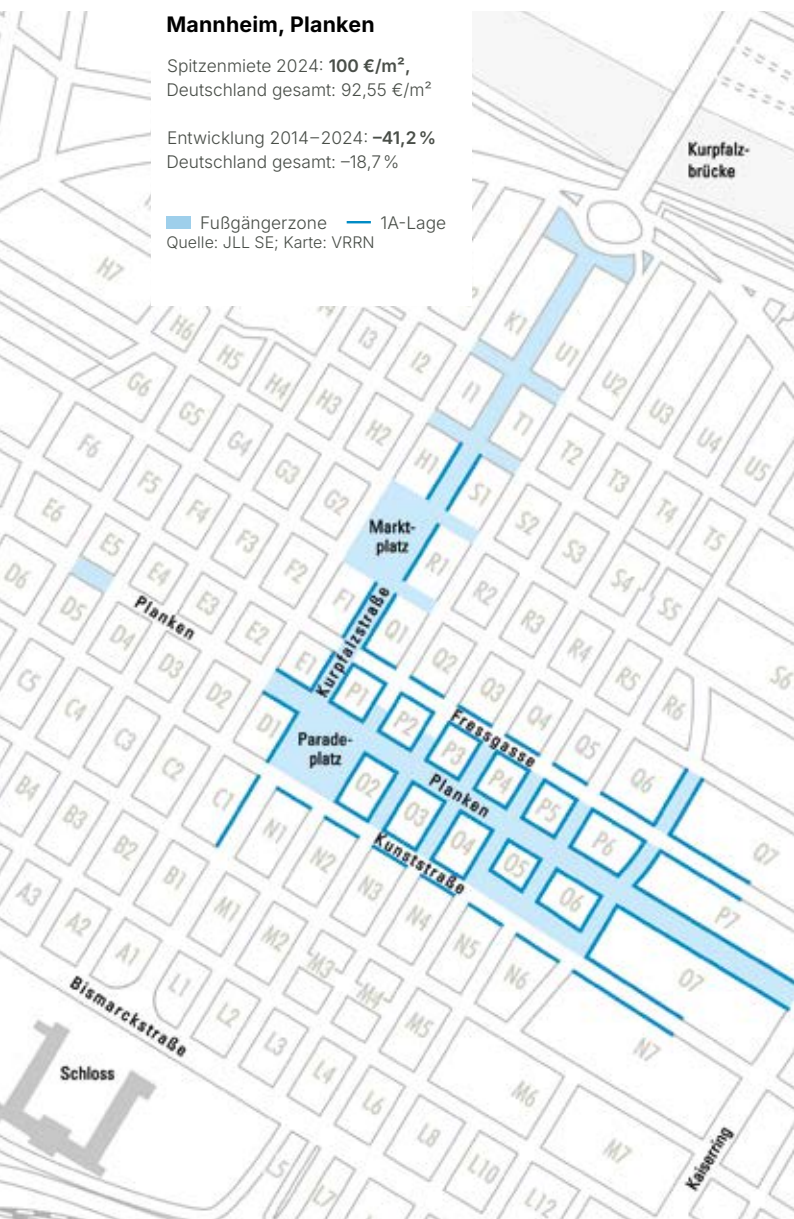 Mannheim, Planken
Spitzenmiete 2024: 100 €/m²,
Deutschland gesamt: 92,55 €/m²
Entwicklung 2014–2024: –41,2 %
Deutschland gesamt: –18,7 %
Fußgängerzone 1A-Lage
Quelle: JLL SE; Karte: VRRN
Kurpfalz-
brücke
H7
K1
U1
U2
U3
U4
U5
H6
H5
H4
H3
H2
H1
I3
I2
I1
T1
T2
T3
T4
T5
G6
G5
G4
G3
G2
Markt-
platz
S1
S2
S3
S4
S5
S6
F6
F5
F4
F3
F2
F1
R1
R2
R3
R4
R5
R6
E6
E5
E4
E3
E2
E1
Planken
Kurpfalzstraße
Q1
Q2
Q3
Q4
Q5
Q6
Q7
D6
D5
D4
D3
D2
D1
P1
P2
P3
P4
P5
P6
P7
Fressgasse
Parade-
platz
Planken
C5
C4
C3
C2
C1
O2
O3
O4
O5
O6
O7
Kunststraße
B4
B3
B2
B1
N1
N2
N3
N4
N5
N6
N7
A3
A2
A1
M1
M2
M3
M4
M5
M6
M7
Bismarckstraße
L1
L2
L3
L4
L6
L8
L10
L12
L5
L7
Schloss
Kaiserring